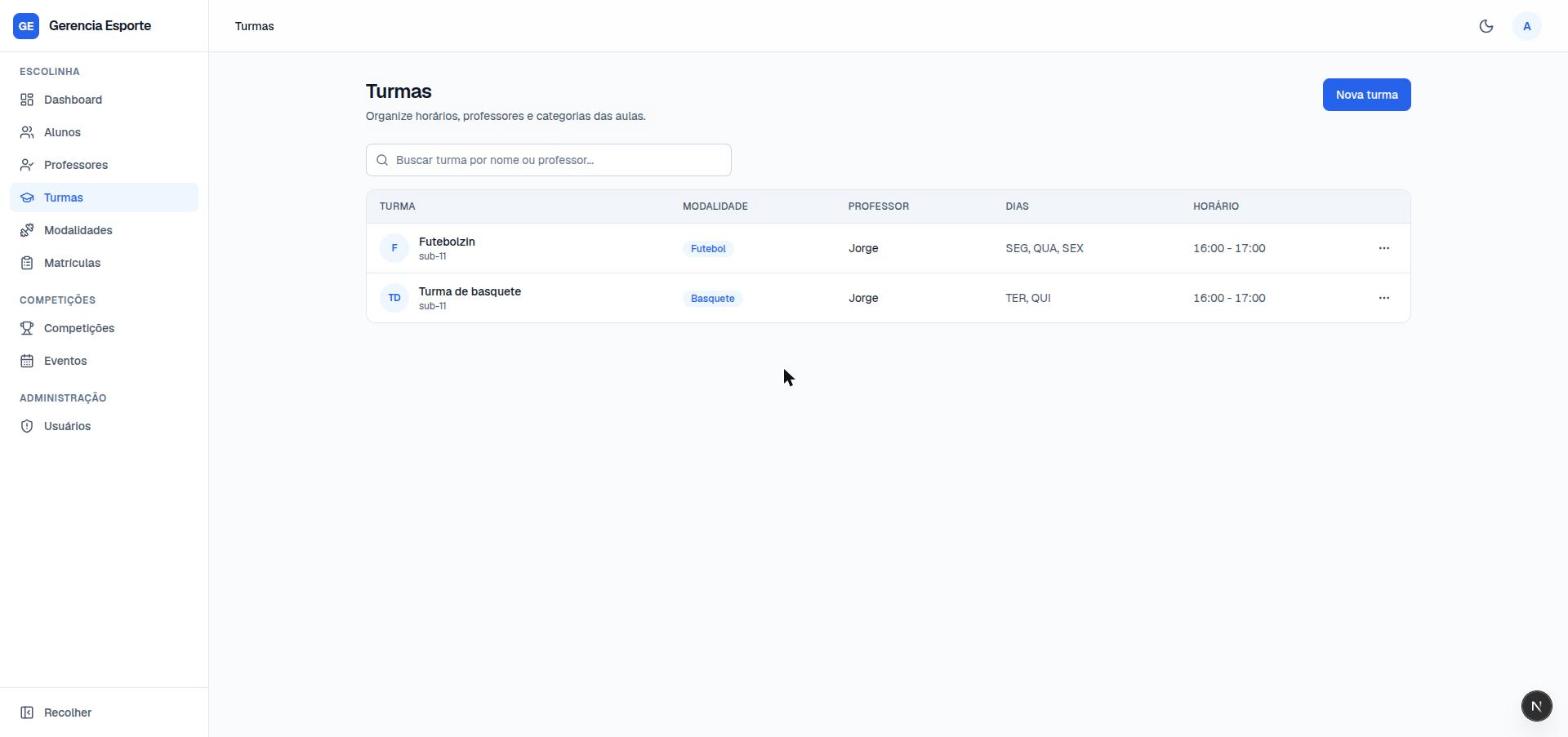 GE Gerencia Esporte
Turmas
A
ESCOLINHA
Dashboard
Alunos
Professores
Turmas
Modalidades
Matrículas
COMPETIÇÕES
Competições
Eventos
ADMINISTRAÇÃO
Usuários
Recolher
Turmas
Nova turma
Organize horários, professores e categorias das aulas.
Buscar turma por nome ou professor...
TURMA MODALIDADE PROFESSOR DIAS HORÁRIO
F Futebolzin Futebol Jorge SEG, QUA, SEX 16:00 - 17:00
sub-11
TD Turma de basquete Basquete Jorge TER, QUI 16:00 - 17:00
sub-11
N